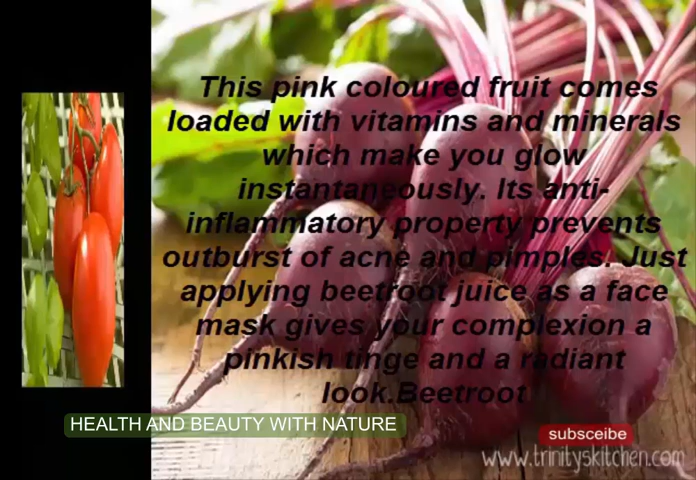 This pink coloured fruit comes
loaded with vitamins and minerals
which make you glow
instantaneously. Its anti-
inflammatory property prevents
outburst of acne and pimples. Just
applying beetroot juice as a face
mask gives your complexion a
pinkish tinge and a radiant
look.Beetroot
HEALTH AND BEAUTY WITH NATURE
subsceibe
www.trinityskitchen.com